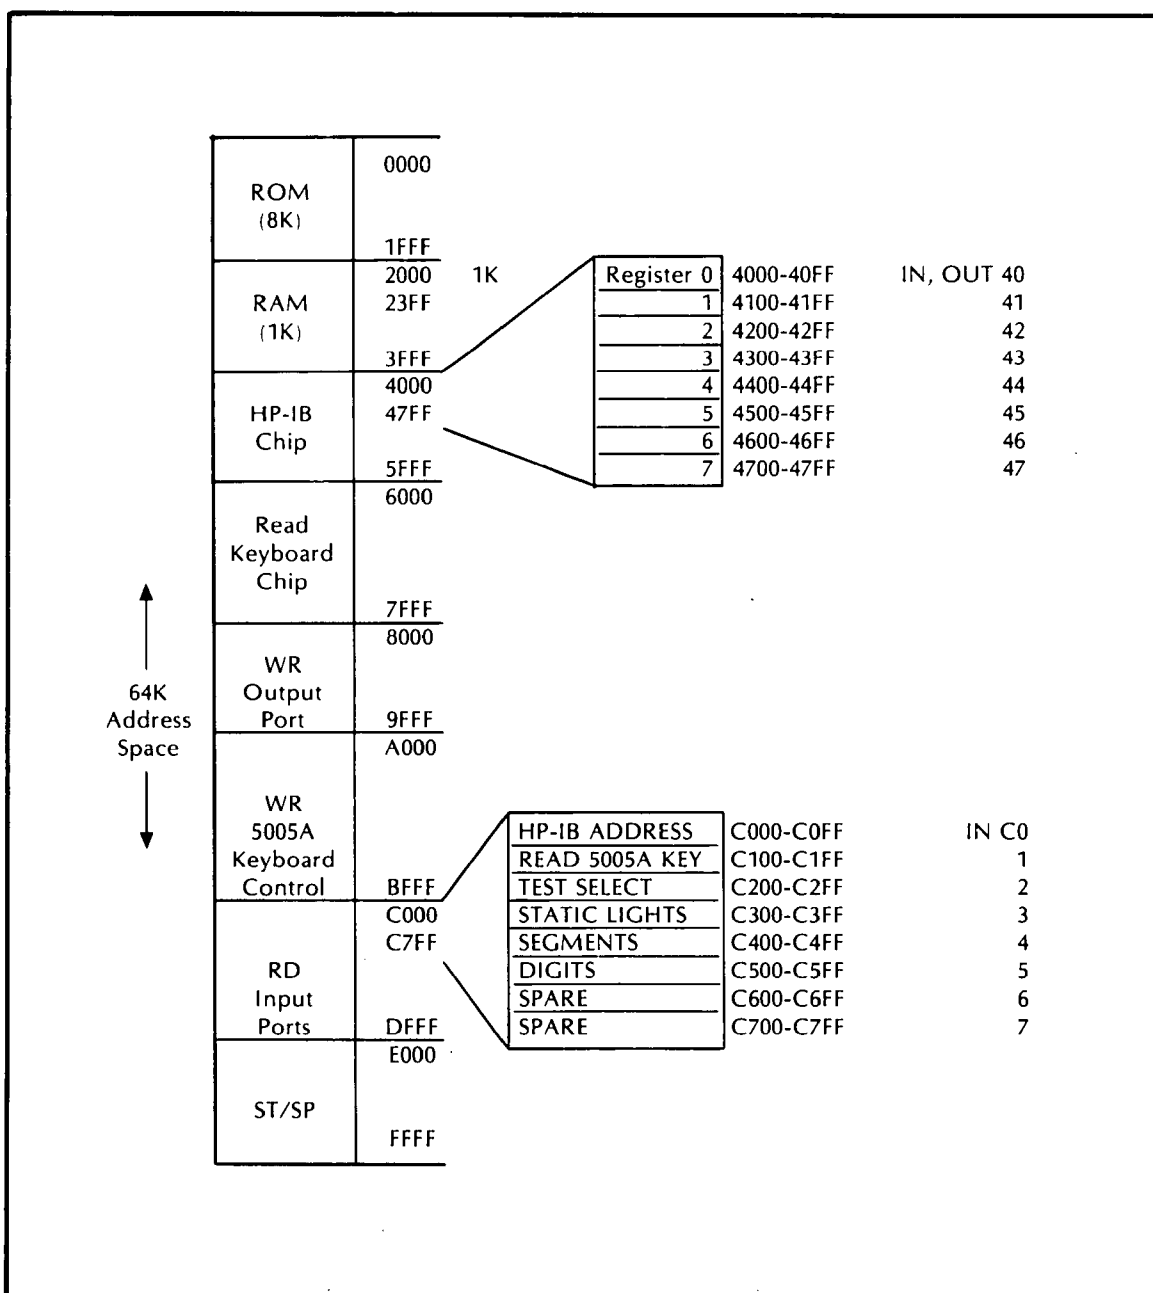 0000
ROM
(8K)
1FFF
2000 1K
RAM 23FF
(1K)
3FFF
4000
HP-IB 47FF
Chip
5FFF
6000
Read
Keyboard
Chip
7FFF
8000
WR
Output
Port 9FFF
A000
WR
5005A
Keyboard
Control BFFF
C000
C7FF
RD
Input
Ports DFFF
E000
ST/SP
FFFF
64K
Address
Space
Register 0 4000-40FF IN, OUT 40
1 4100-41FF 41
2 4200-42FF 42
3 4300-43FF 43
4 4400-44FF 44
5 4500-45FF 45
6 4600-46FF 46
7 4700-47FF 47
HP-IB ADDRESS C000-C0FF IN C0
READ 5005A KEY C100-C1FF 1
TEST SELECT C200-C2FF 2
STATIC LIGHTS C300-C3FF 3
SEGMENTS C400-C4FF 4
DIGITS C500-C5FF 5
SPARE C600-C6FF 6
SPARE C700-C7FF 7